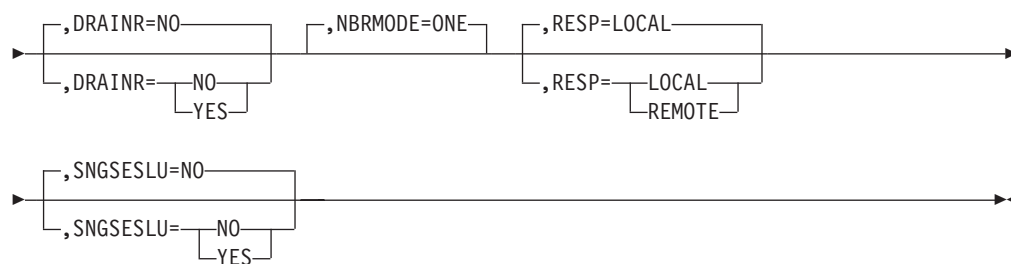 ,DRAINR=NO ,NBRMODE=ONE ,RESP=LOCAL
,DRAINR= NO ,RESP= LOCAL
YES REMOTE
,SNGSESLU=NO
,SNGSESLU= NO
YES